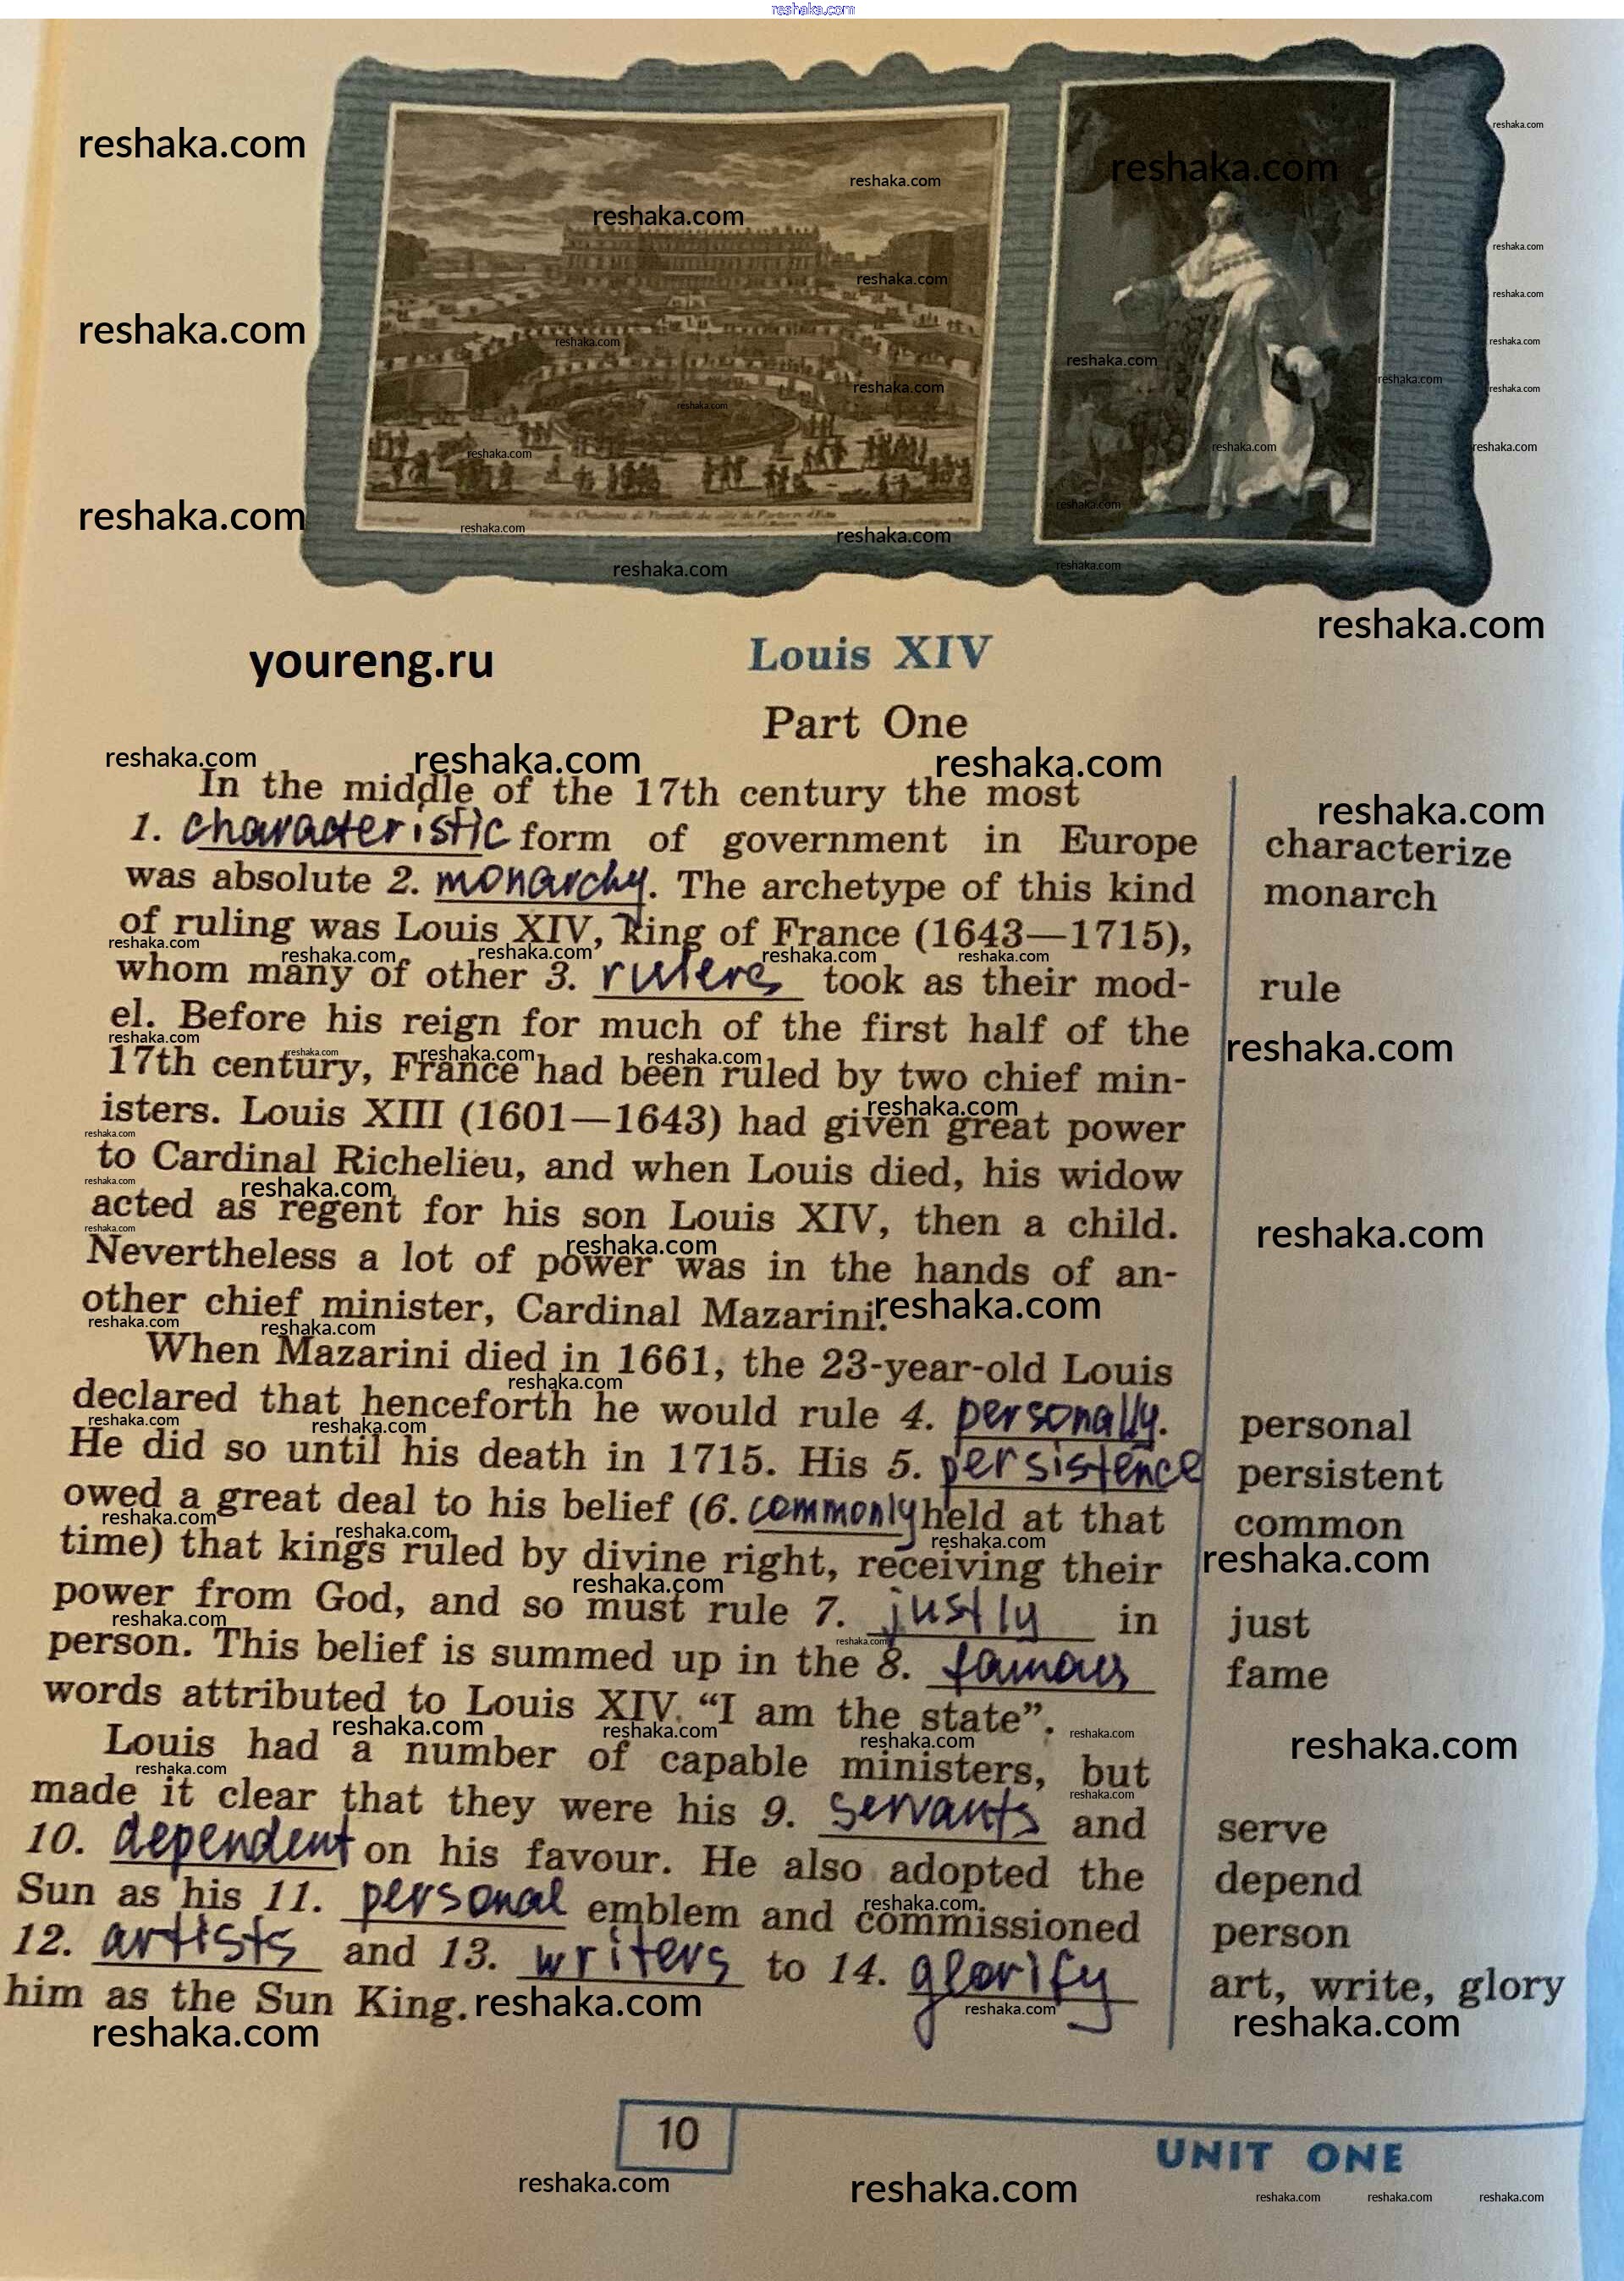 reshaka.com
Louis XIV
youreng.ru
Part One
In the middle of the 17th century the most
1. characteristic form of government in Europe characterize
was absolute 2. monarchy. The archetype of this kind monarch
of ruling was Louis XIV, king of France (1643—1715),
whom many of other 3. rulers took as their mod- rule
el. Before his reign for much of the first half of the
17th century, France had been ruled by two chief min-
isters. Louis XIII (1601—1643) had given great power
to Cardinal Richelieu, and when Louis died, his widow
acted as regent for his son Louis XIV, then a child.
Nevertheless a lot of power was in the hands of an-
other chief minister, Cardinal Mazarini.
When Mazarini died in 1661, the 23-year-old Louis
declared that henceforth he would rule 4. personally. personal
He did so until his death in 1715. His 5. persistence persistent
owed a great deal to his belief (6. commonly held at that common
time) that kings ruled by divine right, receiving their
power from God, and so must rule 7. justly in just
person. This belief is summed up in the 8. famous fame
words attributed to Louis XIV “I am the state”.
Louis had a number of capable ministers, but
made it clear that they were his 9. servants and serve
10. dependent on his favour. He also adopted the depend
Sun as his 11. personal emblem and commissioned person
12. artists and 13. writers to 14. glorify art, write, glory
him as the Sun King.
10
UNIT ONE